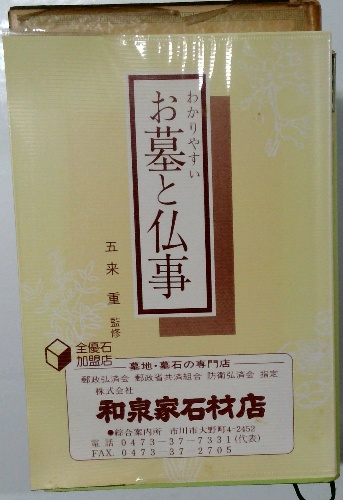 わかりやすい
お墓と仏事
五来 重 監修
全優石
加盟店
墓地・墓石の専門店
郵政弘済会 郵政省共済組合 防衛弘済会 指定
株式会社
和泉家石材店
●綜合案内所 市川市大野町4-2452
電話 0473-37-7331(代表)
FAX. 0473-37-2705